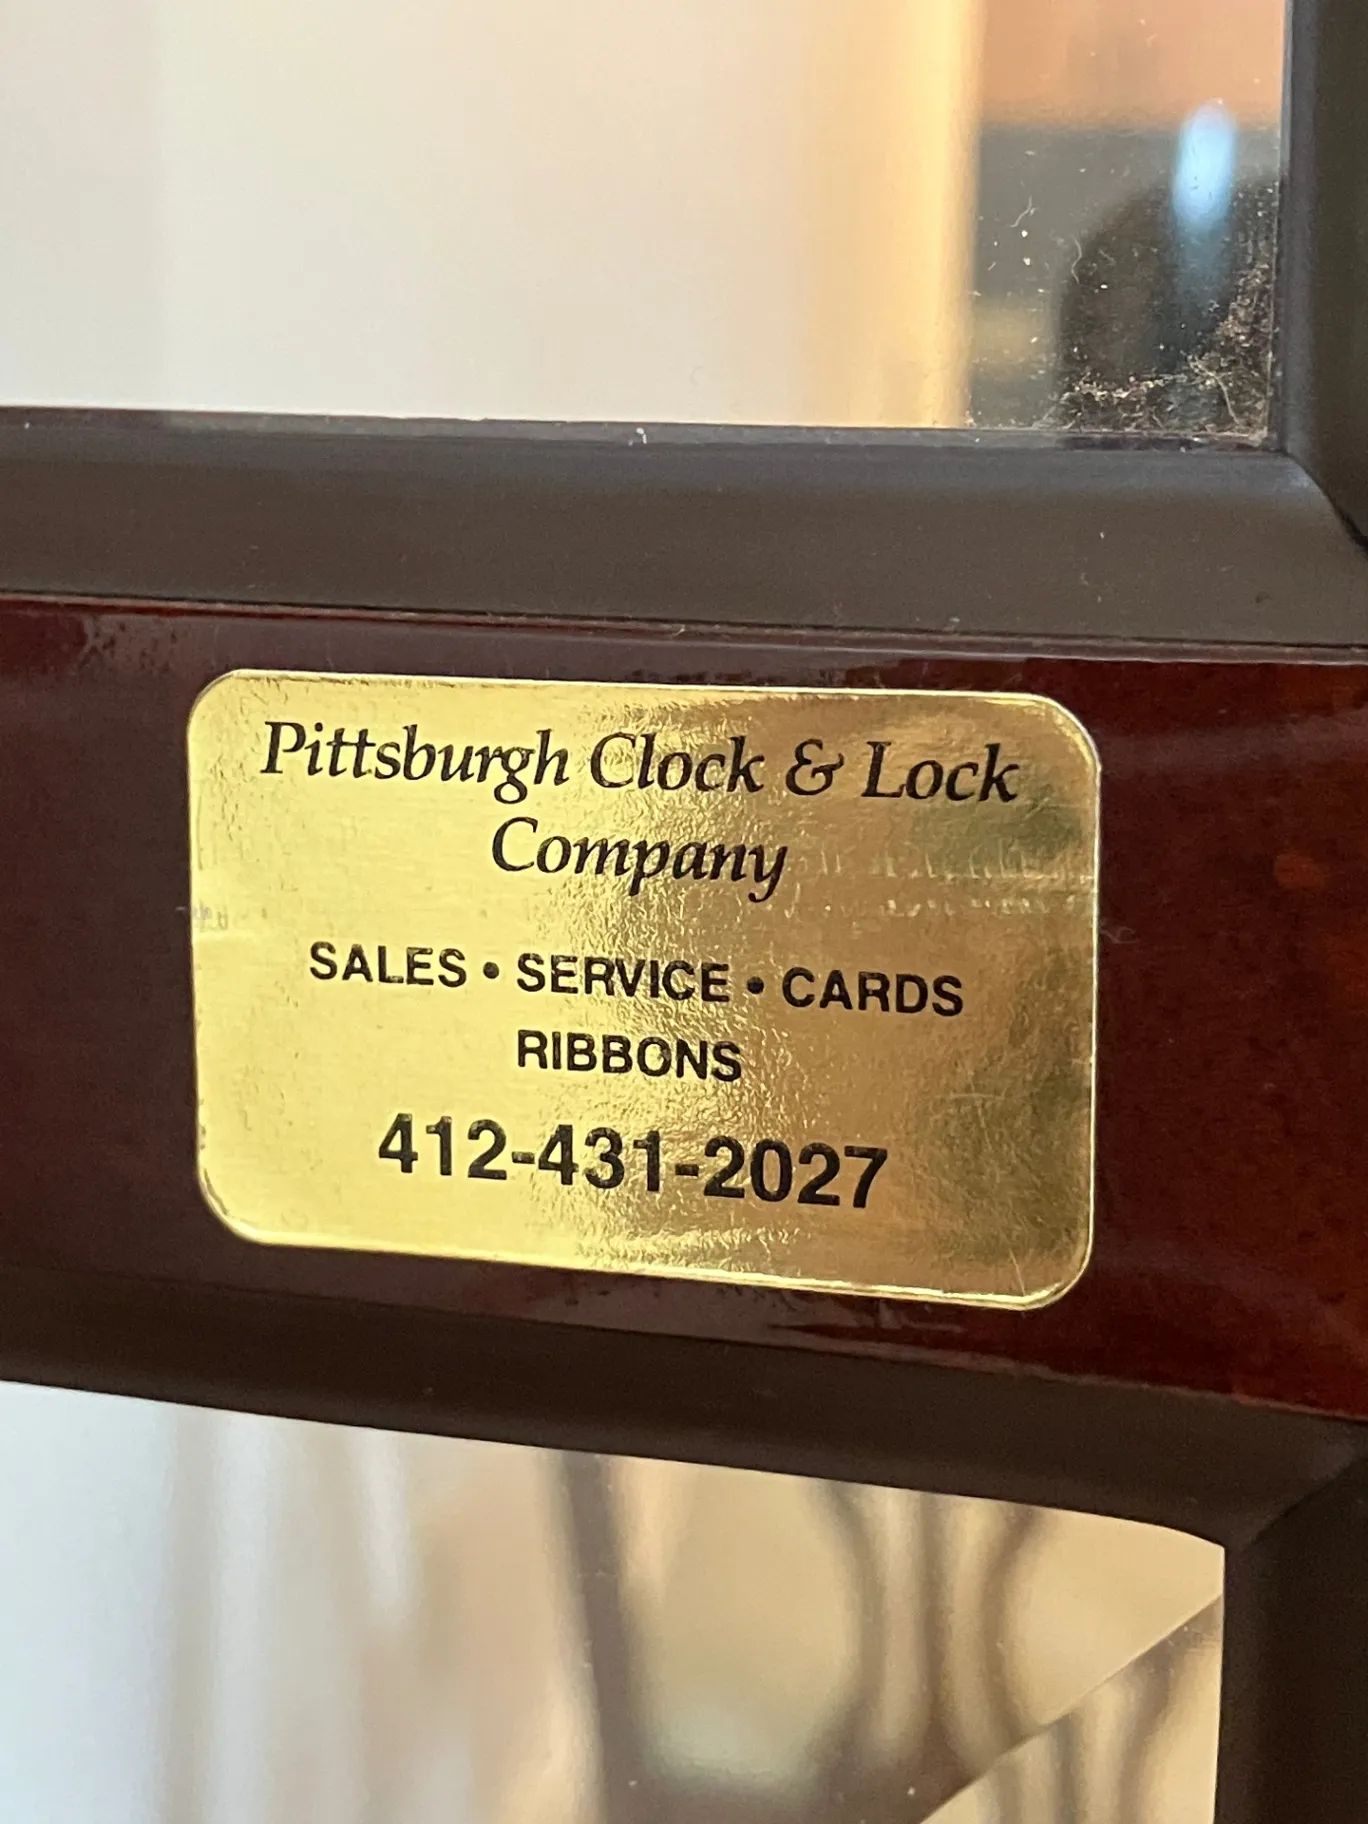 Pittsburgh Clock & Lock
Company
SALES • SERVICE • CARDS
RIBBONS
412-431-2027